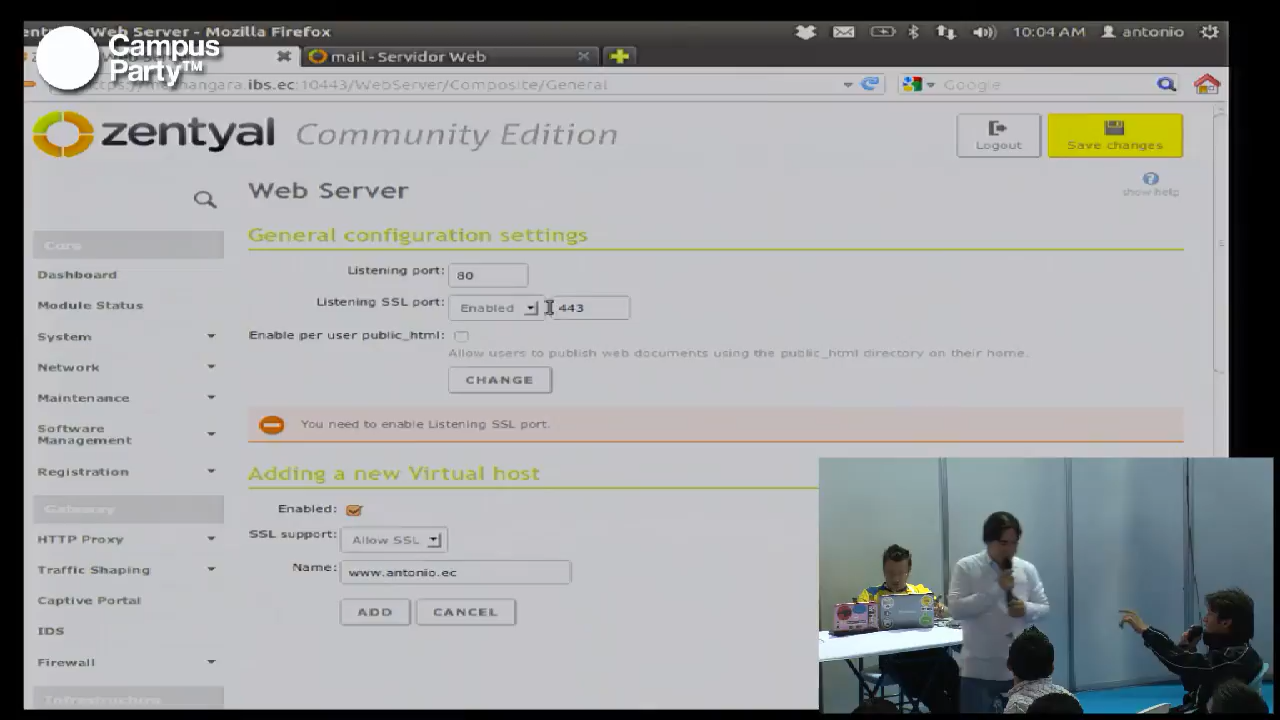 Web Server - Mozilla Firefox
10:04 AM
antonio
Campus
Party™
mail - Servidor Web
.ibs.ec:10443/WebServer/Composite/General
Google
zentyal Community Edition
Logout
Save changes
Web Server
show help
General configuration settings
Core
Listening port: 80
Dashboard
Module Status
Listening SSL port: Enabled 443
System
Enable per user public_html:
Allow users to publish web documents using the public_html directory on their home.
Network
CHANGE
Maintenance
Software
Management
You need to enable Listening SSL port.
Registration
Adding a new Virtual host
Gateway
Enabled:
HTTP Proxy
SSL support: Allow SSL
Traffic Shaping
Name: www.antonio.ec
Captive Portal
ADD
CANCEL
IDS
Firewall
Infrastructure